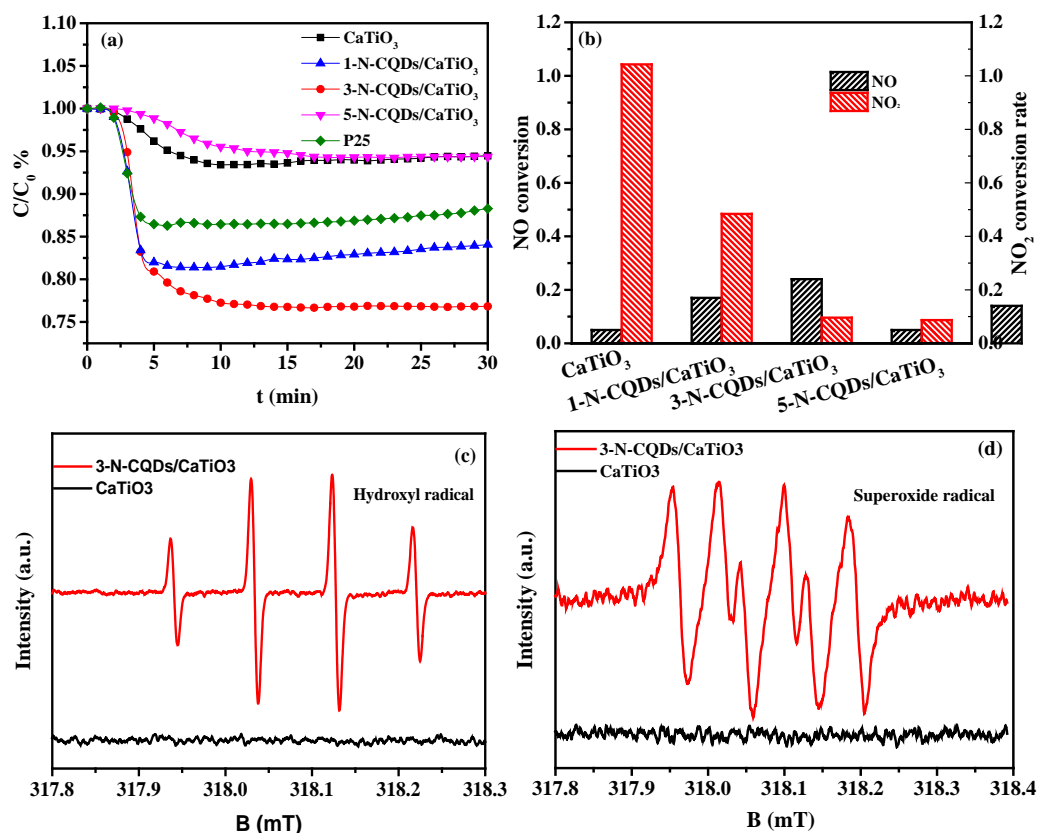 (a)
CaTiO₃
1-N-CQDs/CaTiO₃
3-N-CQDs/CaTiO₃
5-N-CQDs/CaTiO₃
P25
1.10
1.05
1.00
0.95
0.90
0.85
0.80
0.75
C/C₀ %
0 5 10 15 20 25 30
t (min)
(b)
NO
NO₂
1.2
1.0
0.8
0.6
0.4
0.2
0.0
NO conversion
1.2
1.0
0.8
0.6
0.4
0.2
0.0
NO₂ conversion rate
CaTiO₃
1-N-CQDs/CaTiO₃
3-N-CQDs/CaTiO₃
5-N-CQDs/CaTiO₃
(c)
3-N-CQDs/CaTiO3
CaTiO3
Hydroxyl radical
Intensity (a.u.)
317.8 317.9 318.0 318.1 318.2 318.3
B (mT)
(d)
3-N-CQDs/CaTiO3
CaTiO3
Superoxide radical
Intensity (a.u.)
317.8 317.9 318.0 318.1 318.2 318.3 318.4
B (mT)